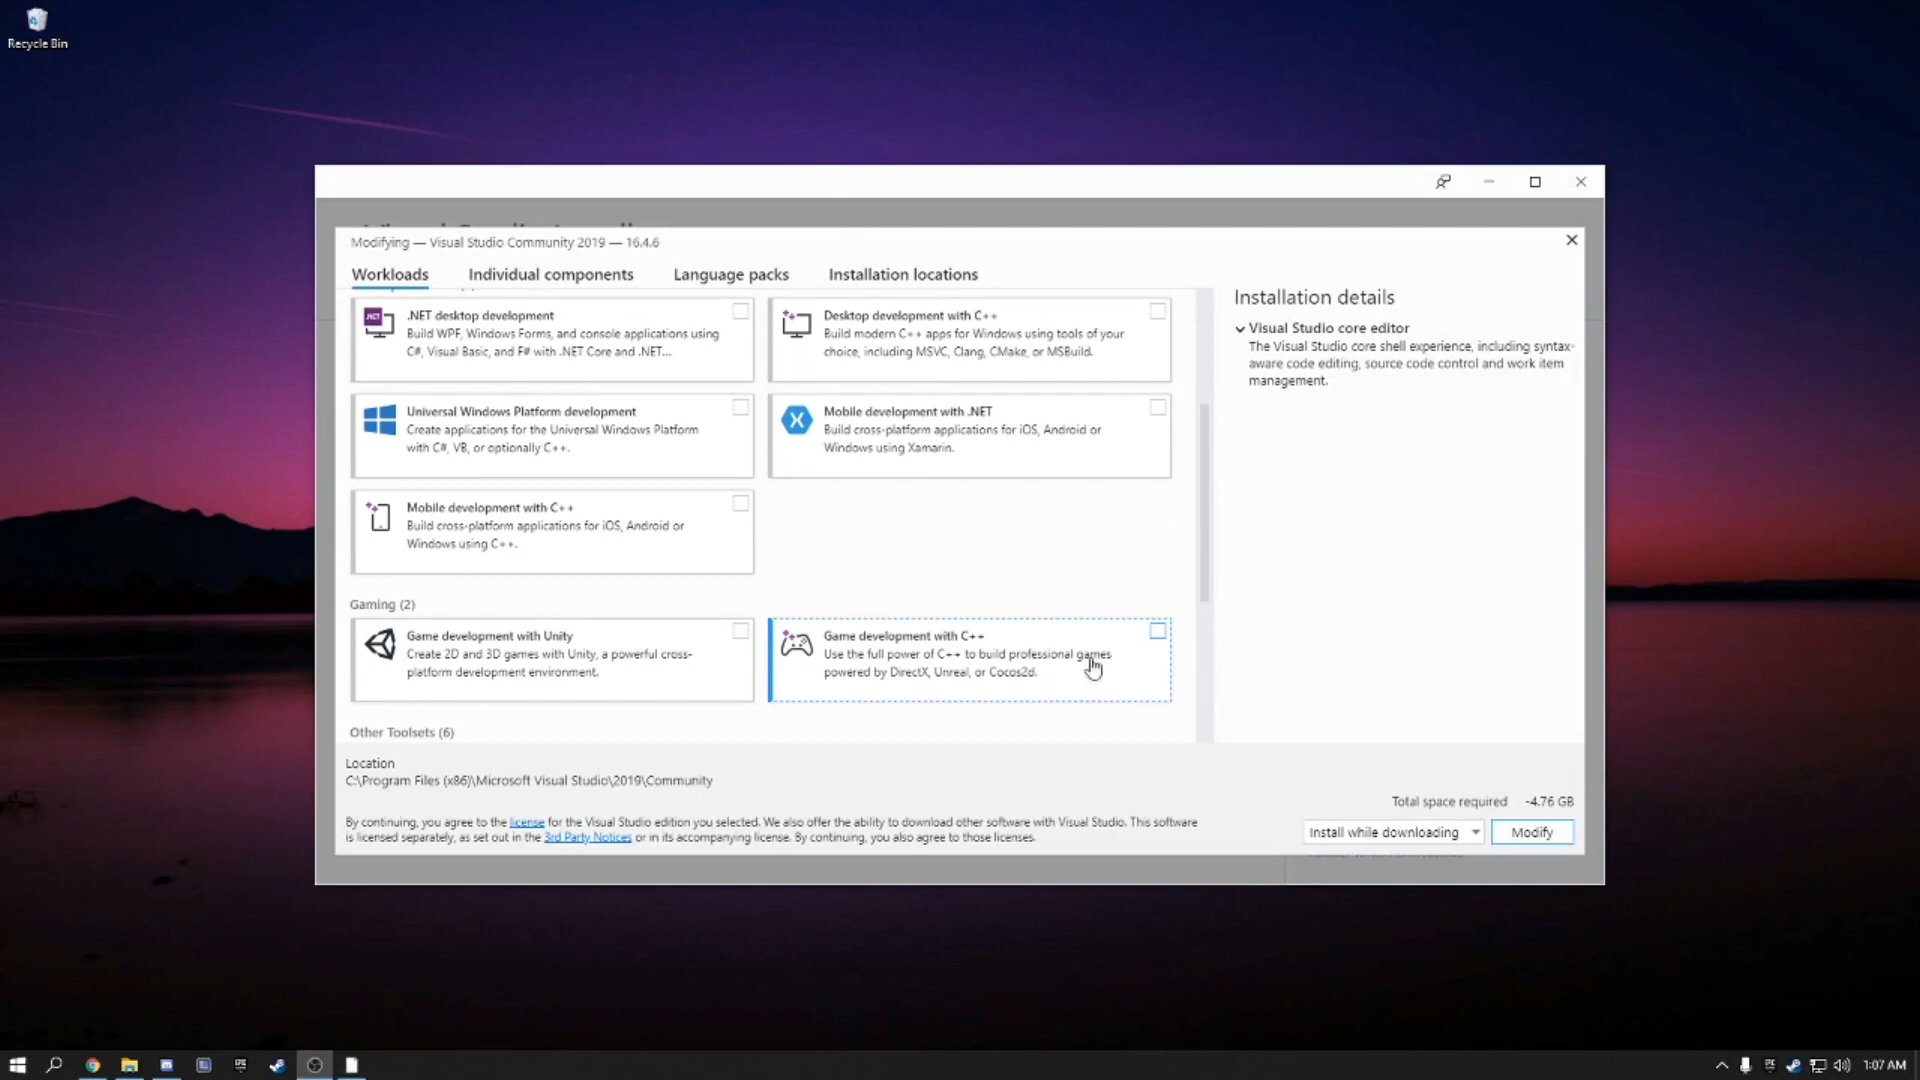 Recycle Bin
Modifying — Visual Studio Community 2019 — 16.4.6
Workloads
Individual components
Language packs
Installation locations
.NET desktop development
Build WPF, Windows Forms, and console applications using
C#, Visual Basic, and F# with .NET Core and .NET...
Desktop development with C++
Build modern C++ apps for Windows using tools of your
choice, including MSVC, Clang, CMake, or MSBuild.
Universal Windows Platform development
Create applications for the Universal Windows Platform
with C#, VB, or optionally C++.
Mobile development with .NET
Build cross-platform applications for iOS, Android or
Windows using Xamarin.
Mobile development with C++
Build cross-platform applications for iOS, Android or
Windows using C++.
Gaming (2)
Game development with Unity
Create 2D and 3D games with Unity, a powerful cross-
platform development environment.
Game development with C++
Use the full power of C++ to build professional games
powered by DirectX, Unreal, or Cocos2d.
Other Toolsets (6)
Installation details
Visual Studio core editor
The Visual Studio core shell experience, including syntax-
aware code editing, source code control and work item
management.
Location
C:\Program Files (x86)\Microsoft Visual Studio\2019\Community
Total space required -4.76 GB
By continuing, you agree to the license for the Visual Studio edition you selected. We also offer the ability to download other software with Visual Studio. This software
is licensed separately, as set out in the 3rd Party Notices or in its accompanying license. By continuing, you also agree to those licenses.
Install while downloading
Modify
1:07 AM